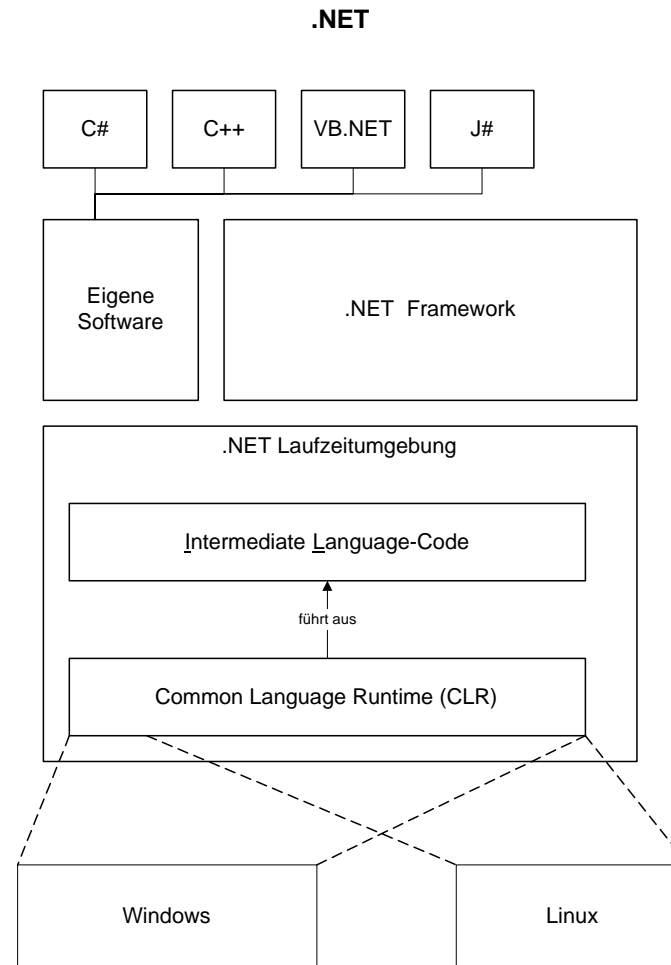 .NET
C#
C++
VB.NET
J#
Eigene
Software
.NET Framework
.NET Laufzeitumgebung
Intermediate Language-Code
führt aus
Common Language Runtime (CLR)
Windows
Linux